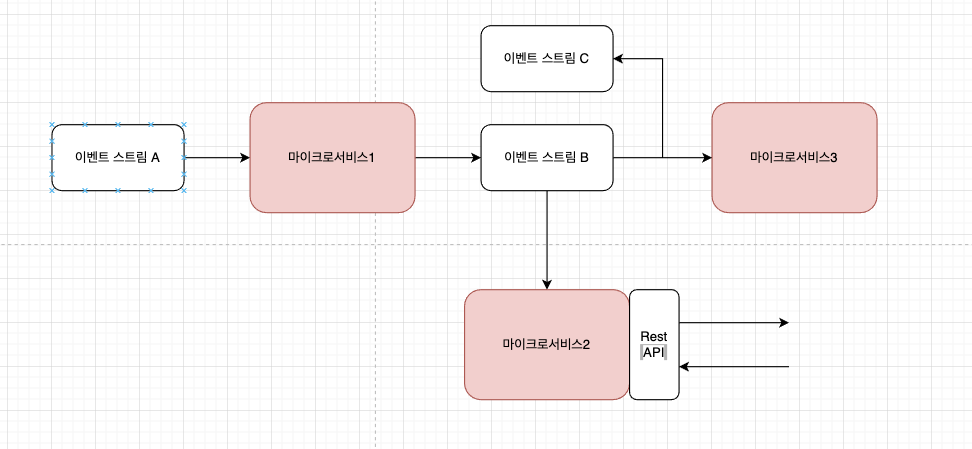 이벤트 스트림 C
이벤트 스트림 A
마이크로서비스1
이벤트 스트림 B
마이크로서비스3
마이크로서비스2
Rest
API